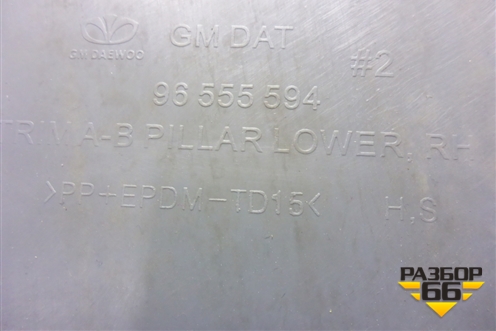 GM DAEWOO
GM DAT
#2
96 555 594
TRIM A-B PILLAR LOWER, RH
>PP+EPDM-TD15< H,S
РАЗБОР
66